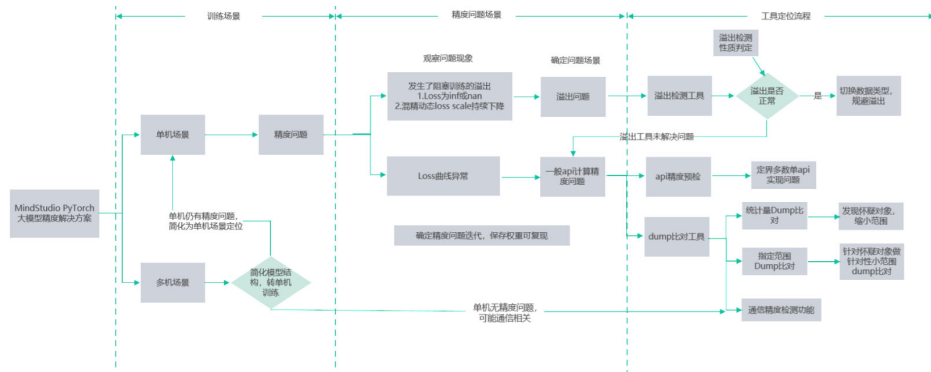 训练场景
精度问题场景
工具定位流程
观察问题现象
确定问题场景
溢出检测
性质判定
发生了阻塞训练的溢出
1.Loss为inf或nan
2.混精动态loss scale持续下降
溢出问题
溢出检测工具
溢出是否
正常
是
切换数据类型，
规避溢出
单机场景
精度问题
溢出工具未解决问题
Loss曲线异常
一般api计算精
度问题
api精度预检
定界多数单api
实现问题
MindStudio PyTorch
大模型精度解决方案
单机仍有精度问题，
简化为单机场景定位
确定精度问题迭代，保存权重可复现
dump比对工具
统计量Dump比
对
发现怀疑对象，
缩小范围
指定范围
Dump比对
针对怀疑对象做
针对性小范围
dump比对
多机场景
简化模型结
构，转单机
训练
单机无精度问题，
可能通信相关
通信精度检测功能